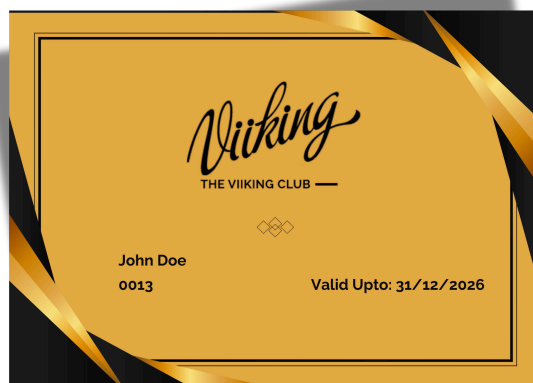 Viiking
THE VIIKING CLUB
John Doe
0013
Valid Upto: 31/12/2026